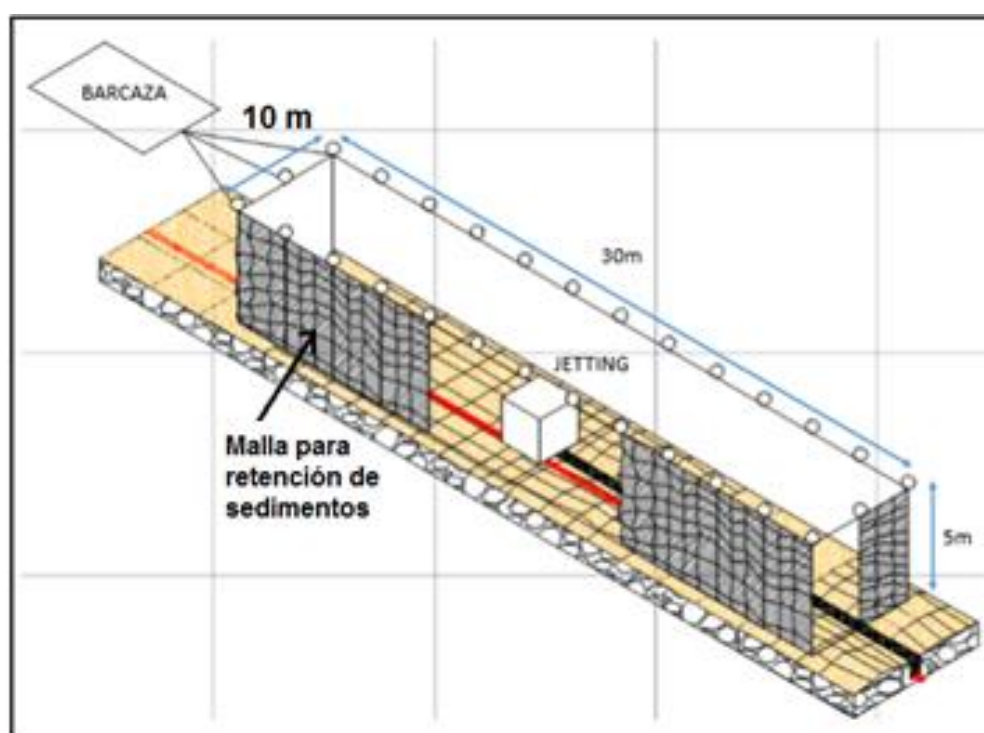 BARCAZA
10 m
30m
JETTING
Malla para
retención de
sedimentos
5m